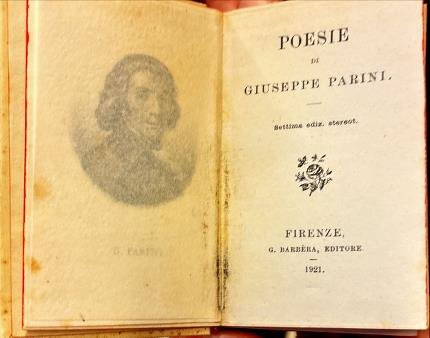 G. PARINI
POESIE
DI
GIUSEPPE PARINI.
Settima ediz. stereot.
FIRENZE,
G. BARBÈRA, EDITORE.
1921.